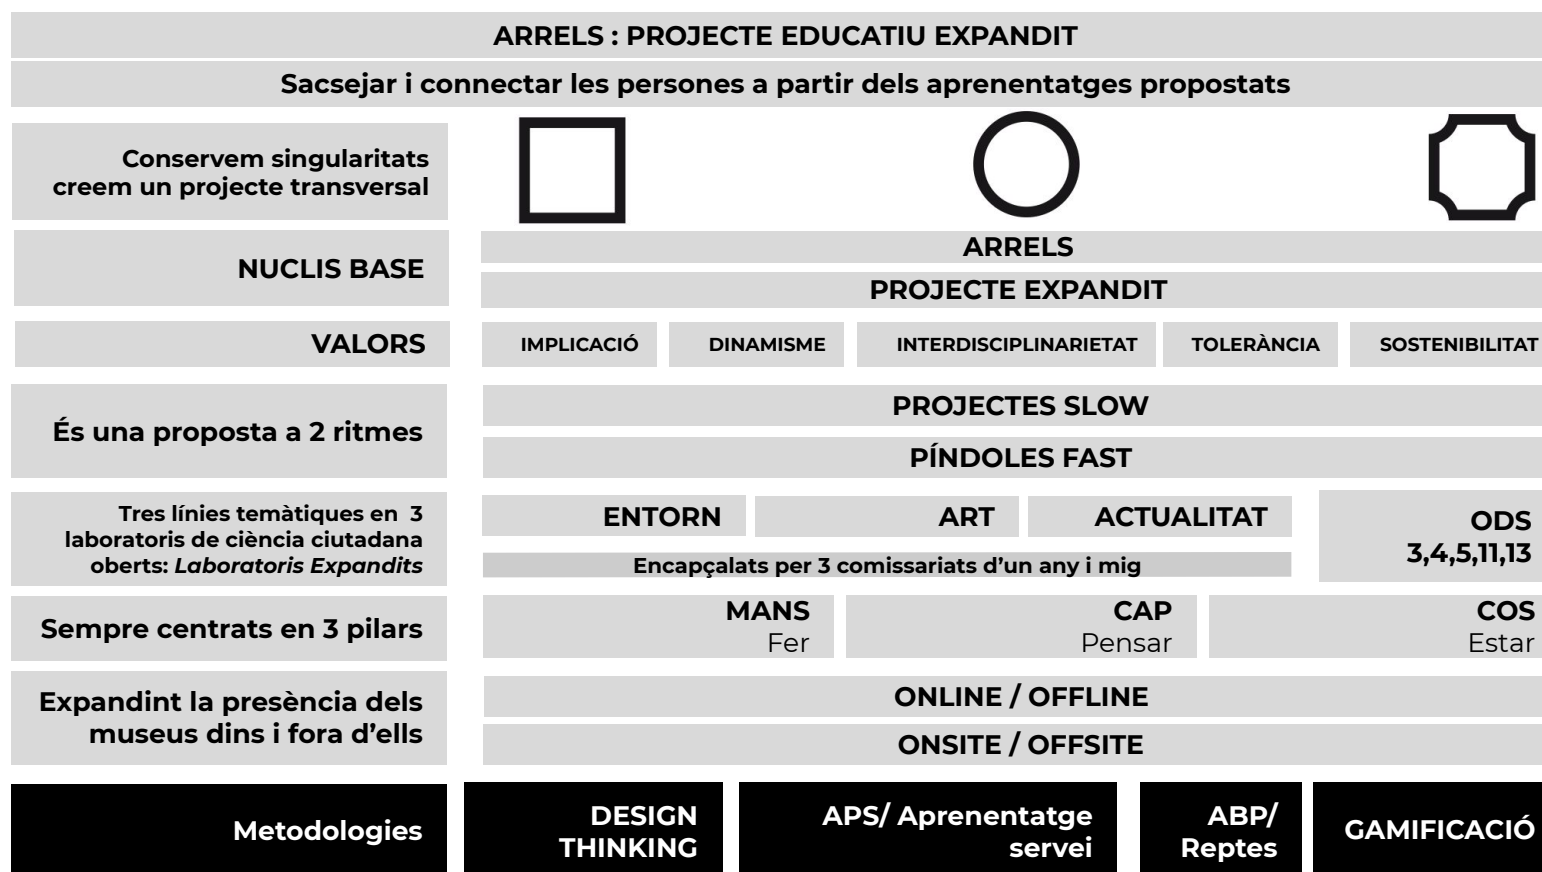 ARRELS : PROJECTE EDUCATIU EXPANDIT
Sacsejar i connectar les persones a partir dels aprenentatges propostats
Conservem singularitats
creem un projecte transversal
NUCLIS BASE
ARRELS
PROJECTE EXPANDIT
VALORS
IMPLICACIÓ
DINAMISME
INTERDISCIPLINARIETAT
TOLERÀNCIA
SOSTENIBILITAT
És una proposta a 2 ritmes
PROJECTES SLOW
PÍNDOLES FAST
Tres línies temàtiques en 3
laboratoris de ciència ciutadana
oberts: Laboratoris Expandits
ENTORN
ART
ACTUALITAT
Encapçalats per 3 comissariats d'un any i mig
ODS
3,4,5,11,13
Sempre centrats en 3 pilars
MANS
Fer
CAP
Pensar
COS
Estar
Expandint la presència dels
museus dins i fora d'ells
ONLINE / OFFLINE
ONSITE / OFFSITE
Metodologies
DESIGN
THINKING
APS/ Aprenentatge
servei
ABP/
Reptes
GAMIFICACIÓ